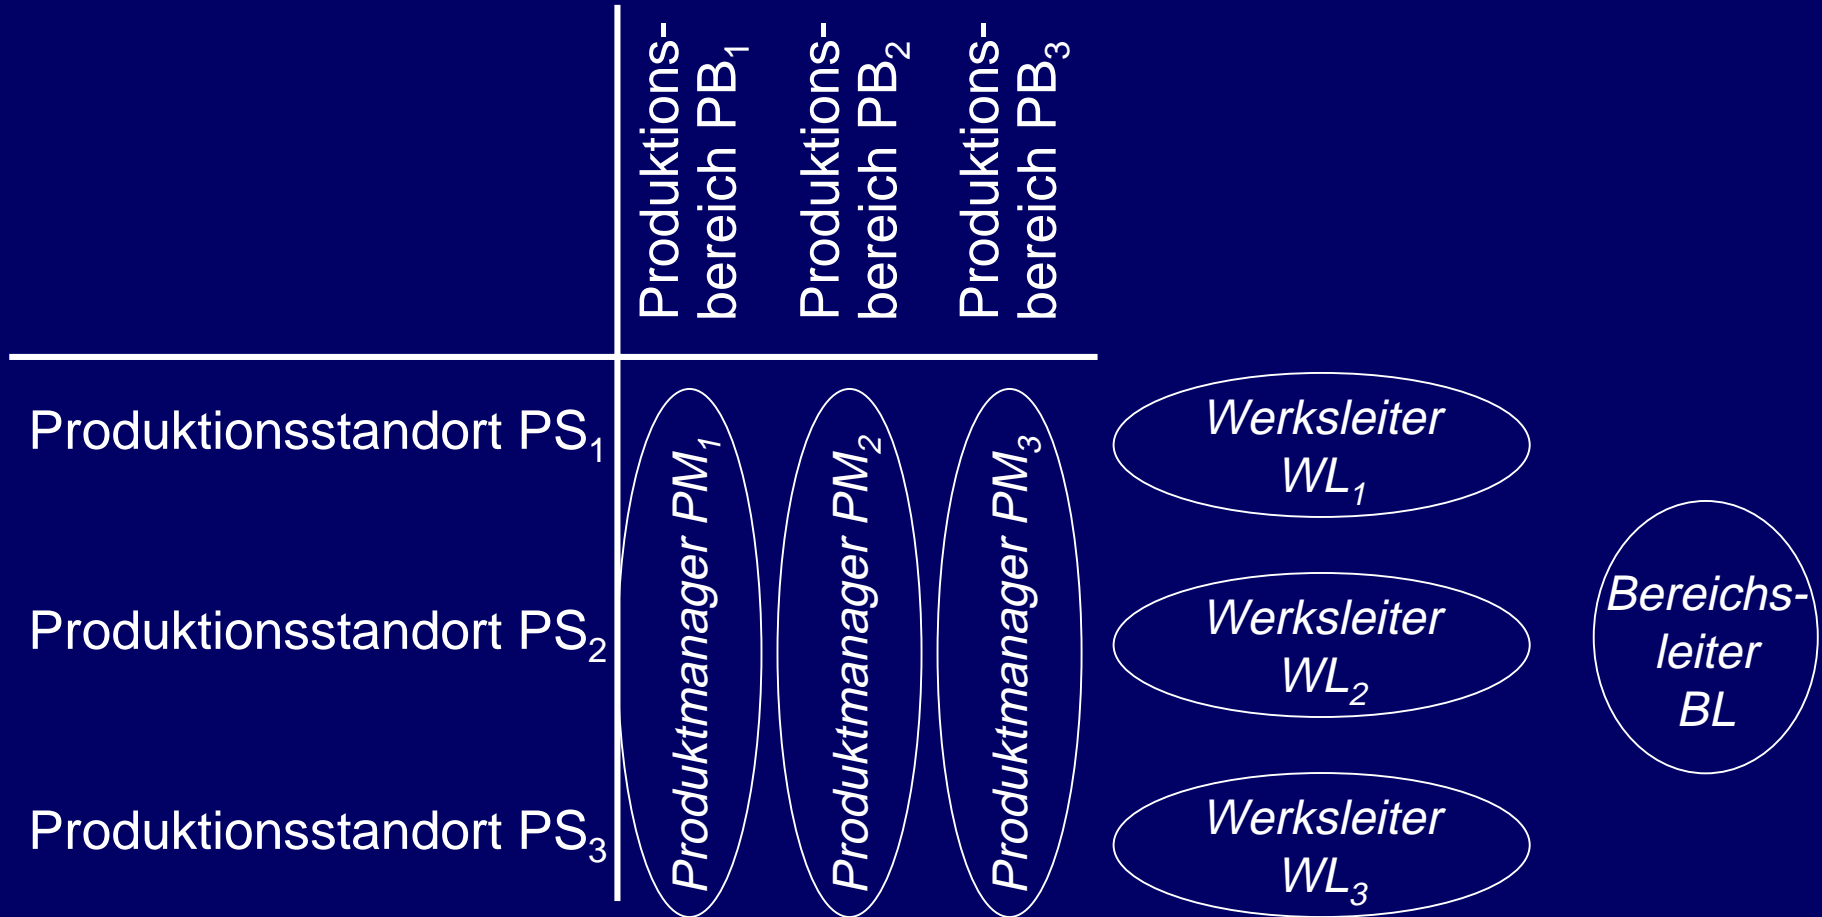 Produktions-
bereich PB₁
Produktions-
bereich PB₂
Produktions-
bereich PB₃
Produktionsstandort PS₁
Produktionsstandort PS₂
Produktionsstandort PS₃
Produktmanager PM₁
Produktmanager PM₂
Produktmanager PM₃
Werksleiter
WL₁
Werksleiter
WL₂
Werksleiter
WL₃
Bereichs-
leiter
BL